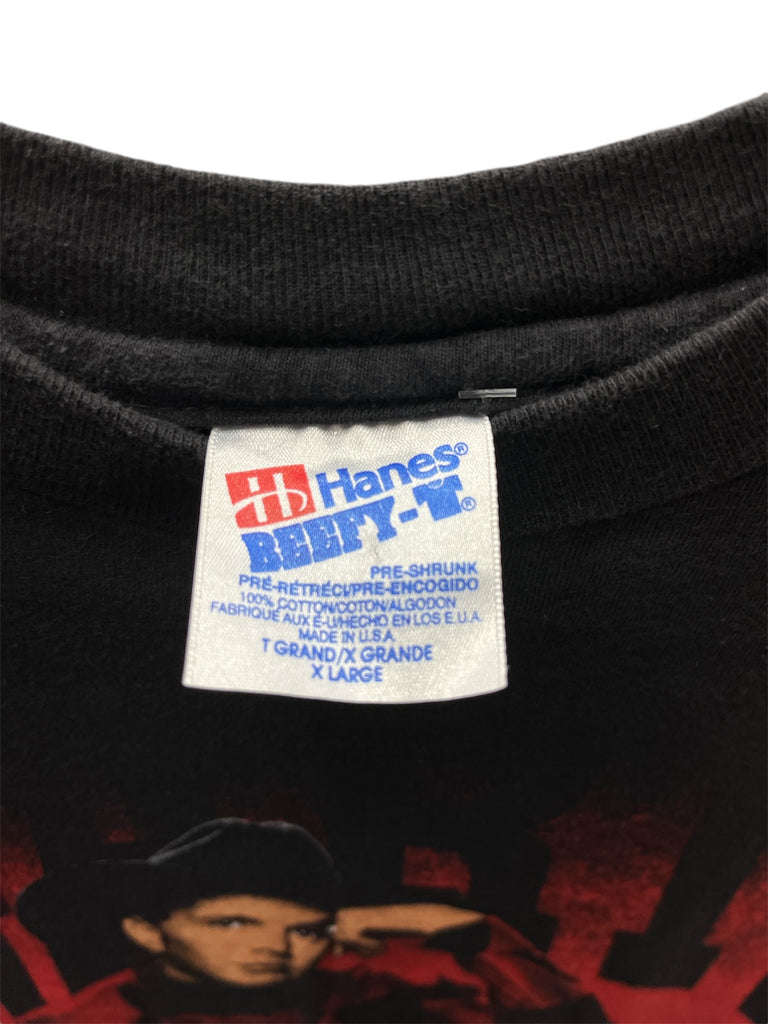 Hanes®
BEEFY-T®
PRE-SHRUNK
PRÉ-RÉTRÉCI/PRE-ENCOGIDO
100% COTTON/COTON/ALGODON
FABRIQUE AUX É-U/HECHO EN LOS E.U.A.
MADE IN U.S.A.
T GRAND/X GRANDE
X LARGE